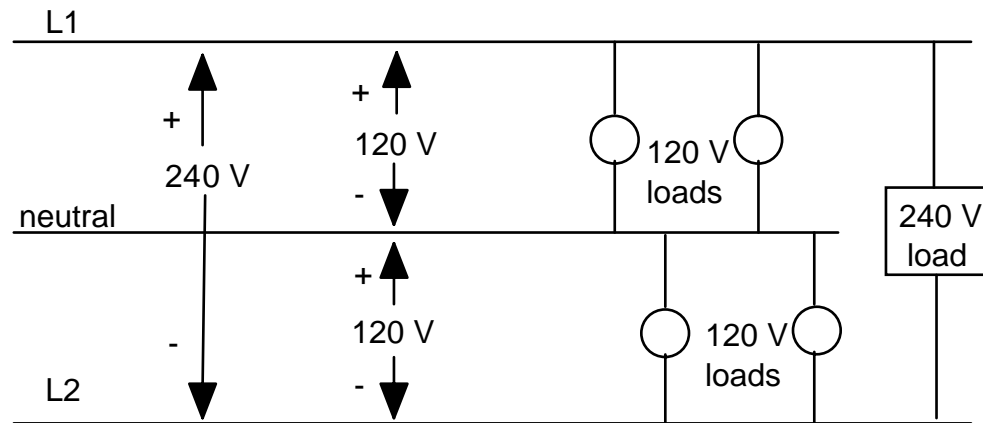 L1
+
+
120 V
240 V
-
120 V
loads
neutral
240 V
load
+
120 V
-
-
120 V
loads
L2